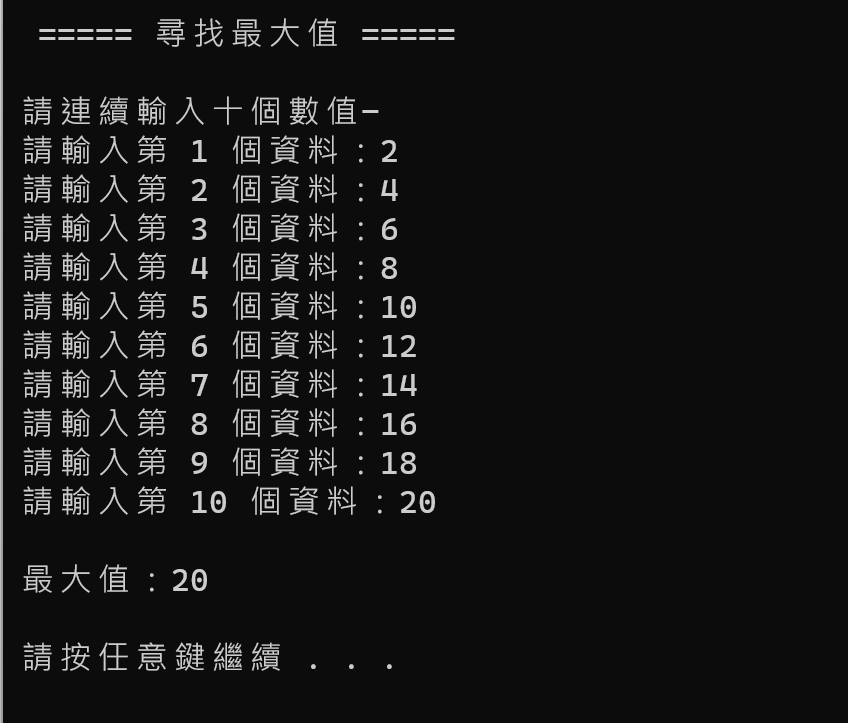 ===== 尋找最大值 =====
請連續輸入十個數值-
請輸入第 1 個資料：2
請輸入第 2 個資料：4
請輸入第 3 個資料：6
請輸入第 4 個資料：8
請輸入第 5 個資料：10
請輸入第 6 個資料：12
請輸入第 7 個資料：14
請輸入第 8 個資料：16
請輸入第 9 個資料：18
請輸入第 10 個資料：20
最大值：20
請按任意鍵繼續 . . .